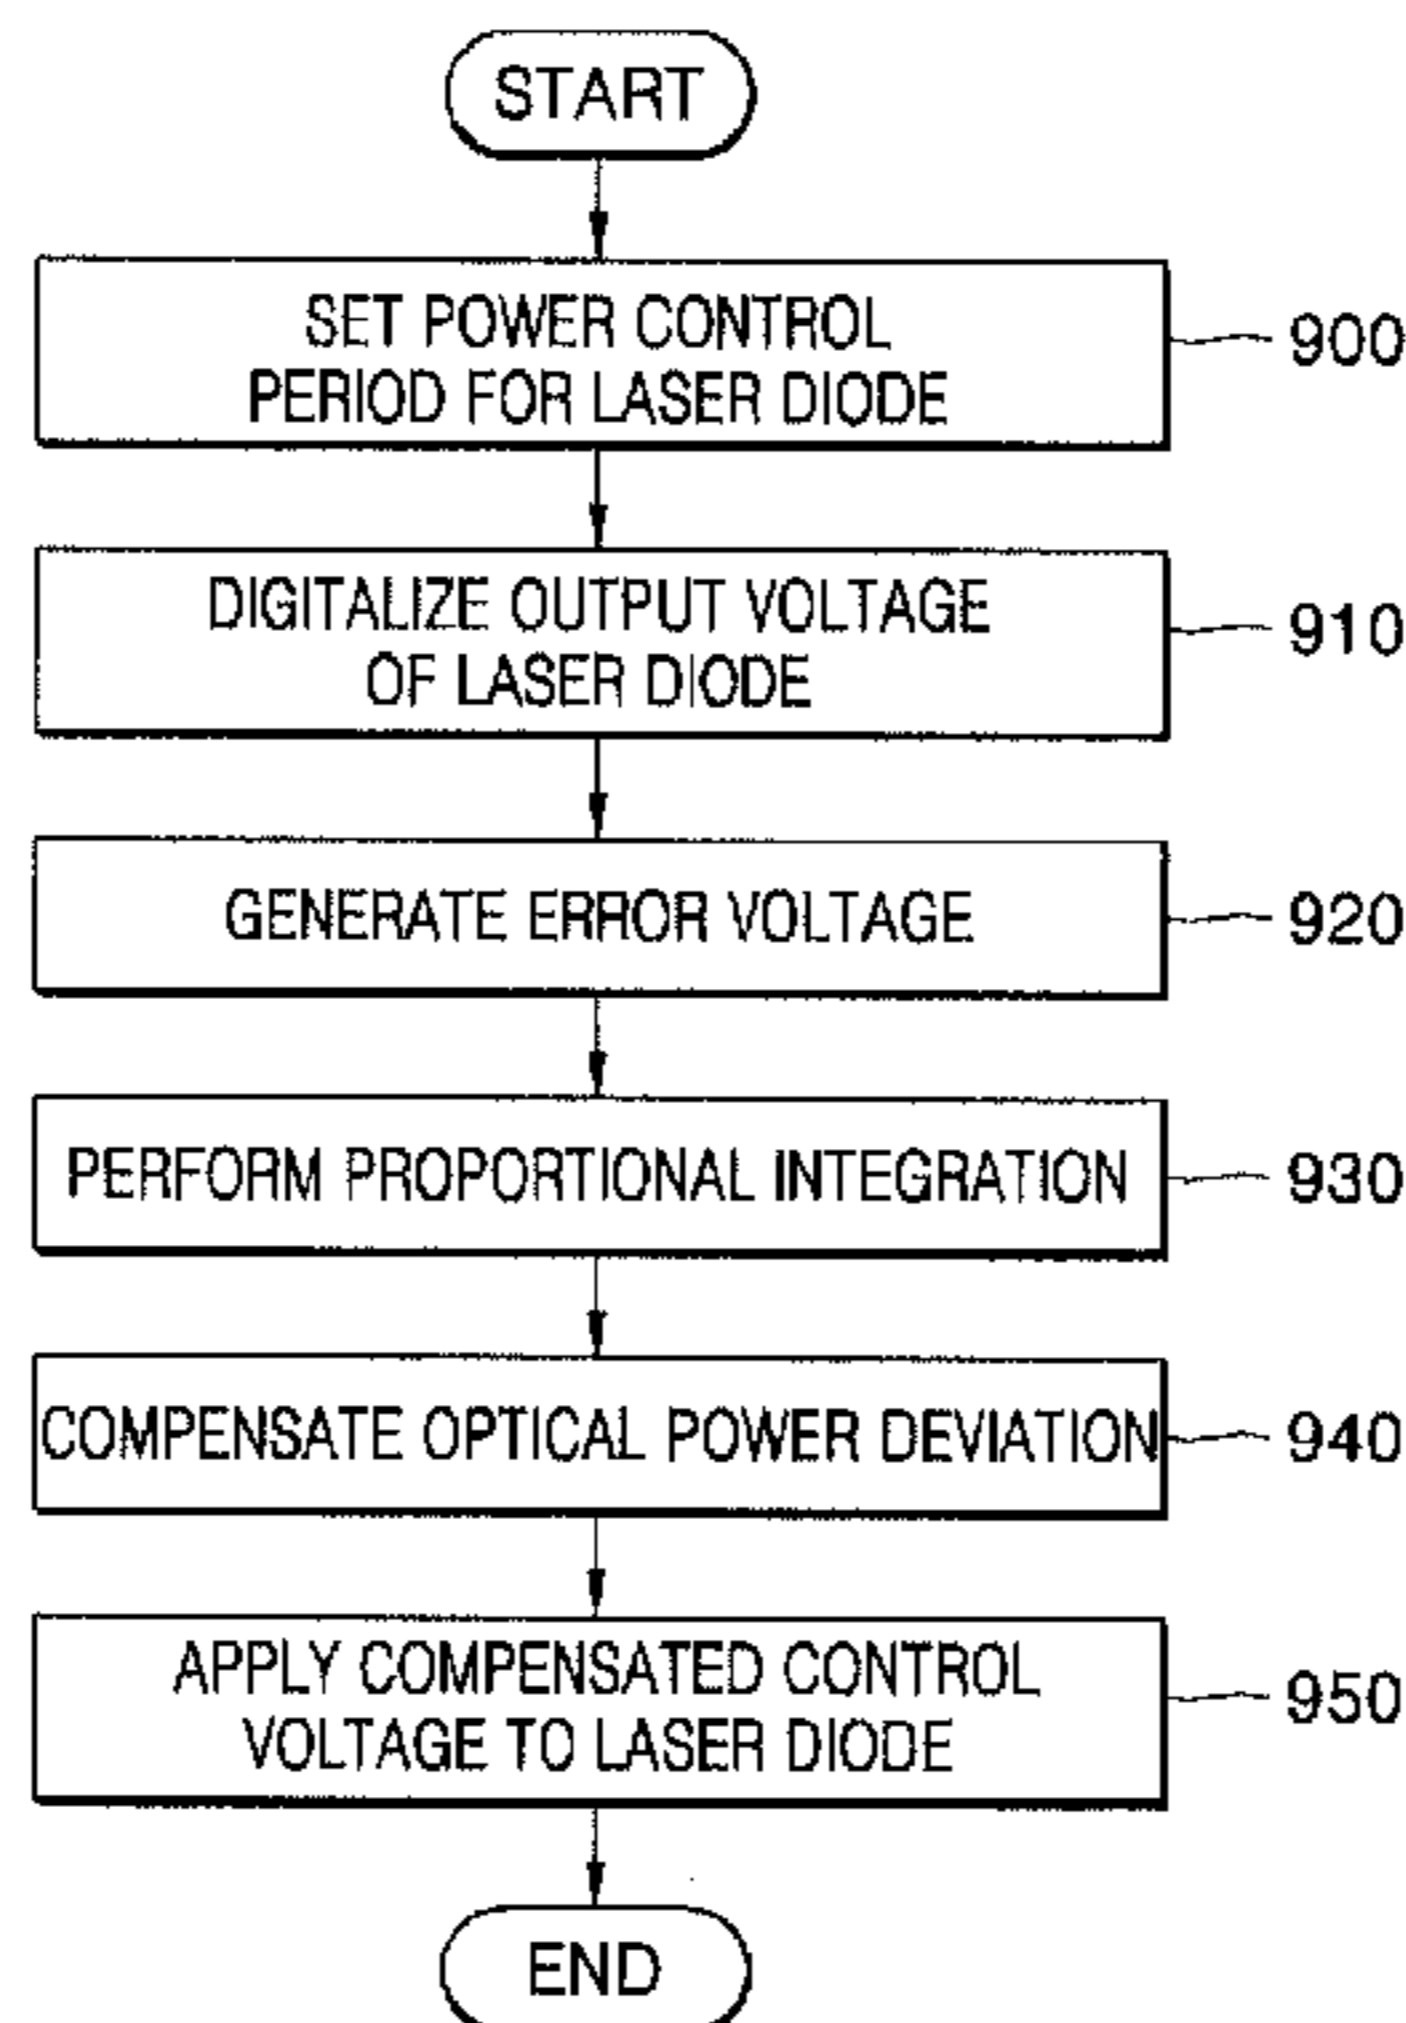 START
SET POWER CONTROL
PERIOD FOR LASER DIODE
900
DIGITALIZE OUTPUT VOLTAGE
OF LASER DIODE
910
GENERATE ERROR VOLTAGE
920
PERFORM PROPORTIONAL INTEGRATION
930
COMPENSATE OPTICAL POWER DEVIATION
940
APPLY COMPENSATED CONTROL
VOLTAGE TO LASER DIODE
950
END